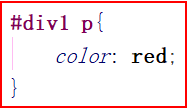 #div1 p{
    color: red;
}